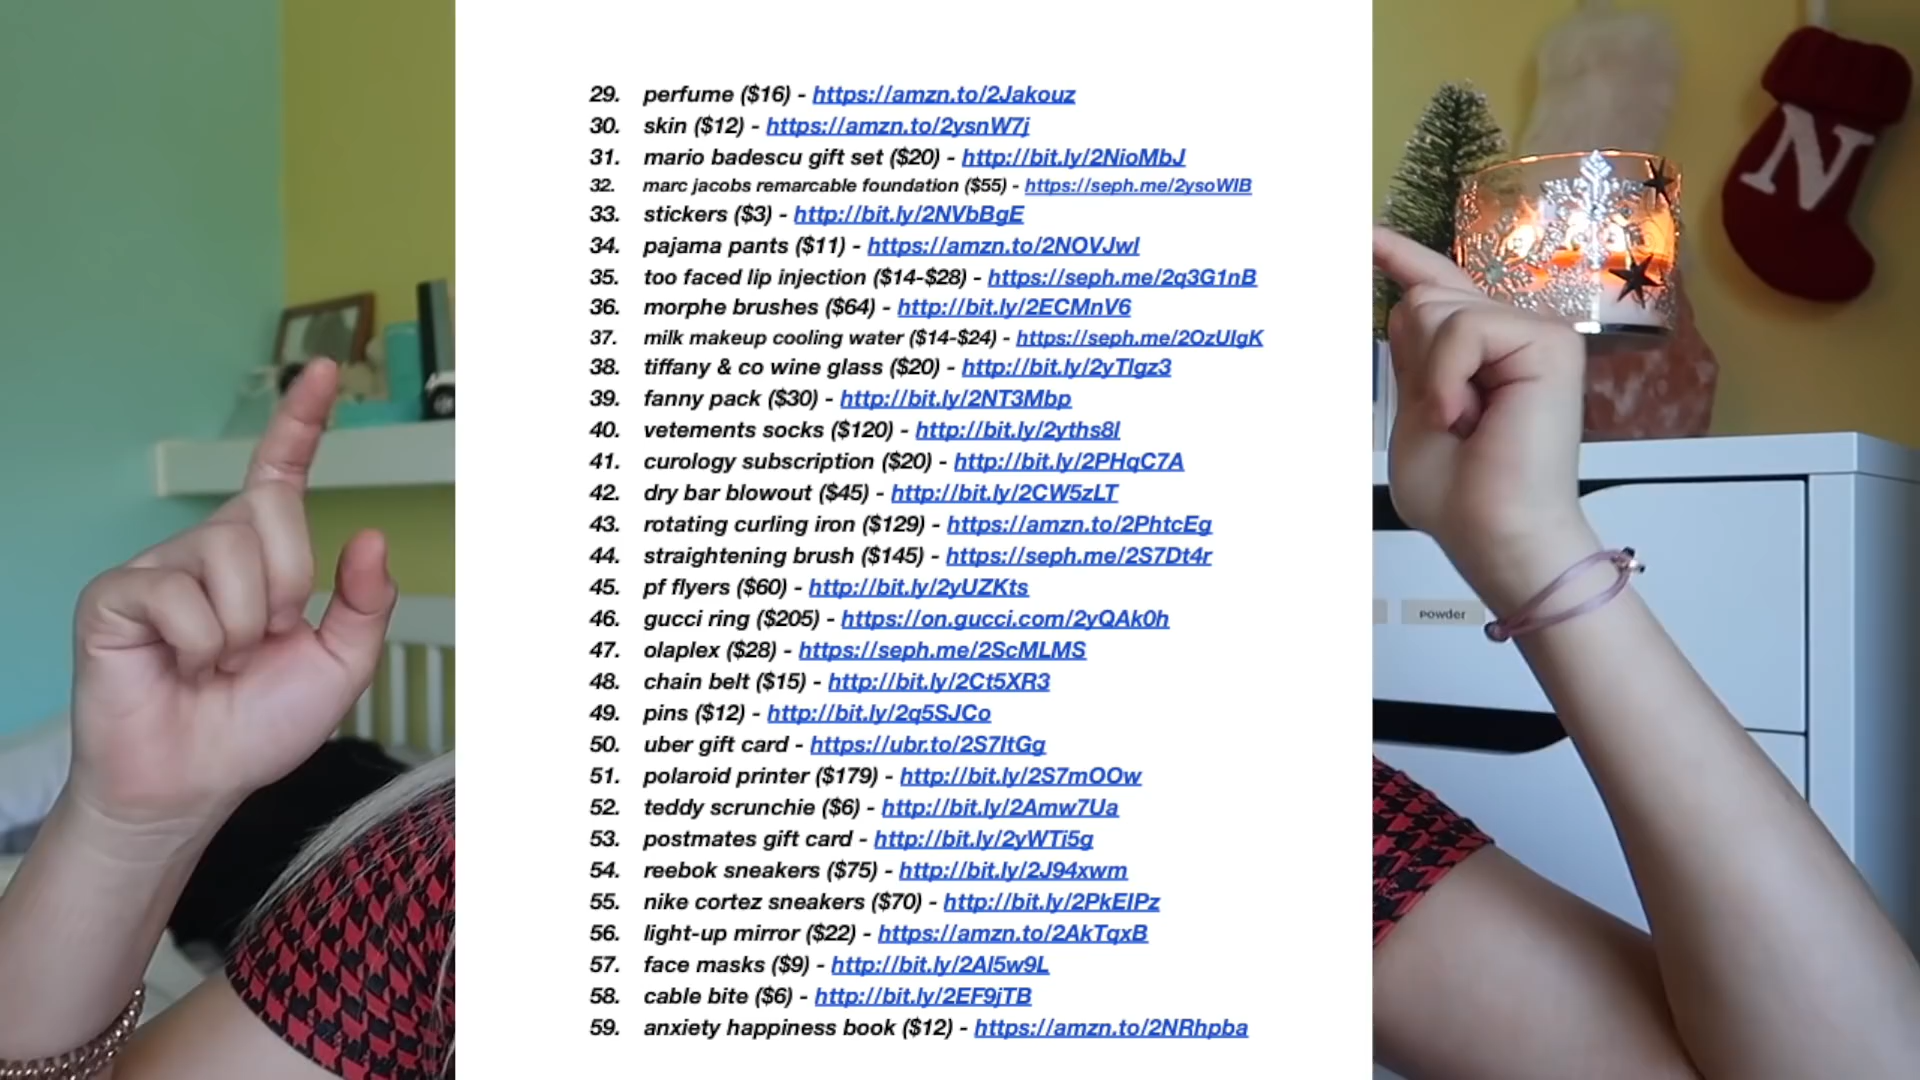 29. perfume ($16) - https://amzn.to/2Jakouz
30. skin ($12) - https://amzn.to/2ysnW7j
31. mario badescu gift set ($20) - http://bit.ly/2NioMbJ
32. marc jacobs remarcable foundation ($55) - https://seph.me/2ysoWIB
33. stickers ($3) - http://bit.ly/2NVbBgE
34. pajama pants ($11) - https://amzn.to/2NOVJwI
35. too faced lip injection ($14-$28) - https://seph.me/2q3G1nB
36. morphe brushes ($64) - http://bit.ly/2ECMnV6
37. milk makeup cooling water ($14-$24) - https://seph.me/2OzUIgK
38. tiffany & co wine glass ($20) - http://bit.ly/2yTlgz3
39. fanny pack ($30) - http://bit.ly/2NT3Mbp
40. vetements socks ($120) - http://bit.ly/2yths8l
41. curology subscription ($20) - http://bit.ly/2PHqC7A
42. dry bar blowout ($45) - http://bit.ly/2CW5zLT
43. rotating curling iron ($129) - https://amzn.to/2PhtcEg
44. straightening brush ($145) - https://seph.me/2S7Dt4r
45. pf flyers ($60) - http://bit.ly/2yUZKts
46. gucci ring ($205) - https://on.gucci.com/2yQAk0h
47. olaplex ($28) - https://seph.me/2ScMLMS
48. chain belt ($15) - http://bit.ly/2Ct5XR3
49. pins ($12) - http://bit.ly/2q5SJCo
50. uber gift card - https://ubr.to/2S7ItGg
51. polaroid printer ($179) - http://bit.ly/2S7mOOw
52. teddy scrunchie ($6) - http://bit.ly/2Amw7Ua
53. postmates gift card - http://bit.ly/2yWTi5g
54. reebok sneakers ($75) - http://bit.ly/2J94xwm
55. nike cortez sneakers ($70) - http://bit.ly/2PkEIPz
56. light-up mirror ($22) - https://amzn.to/2AkTqxB
57. face masks ($9) - http://bit.ly/2Al5w9L
58. cable bite ($6) - http://bit.ly/2EF9jTB
59. anxiety happiness book ($12) - https://amzn.to/2NRhpba
N
powder